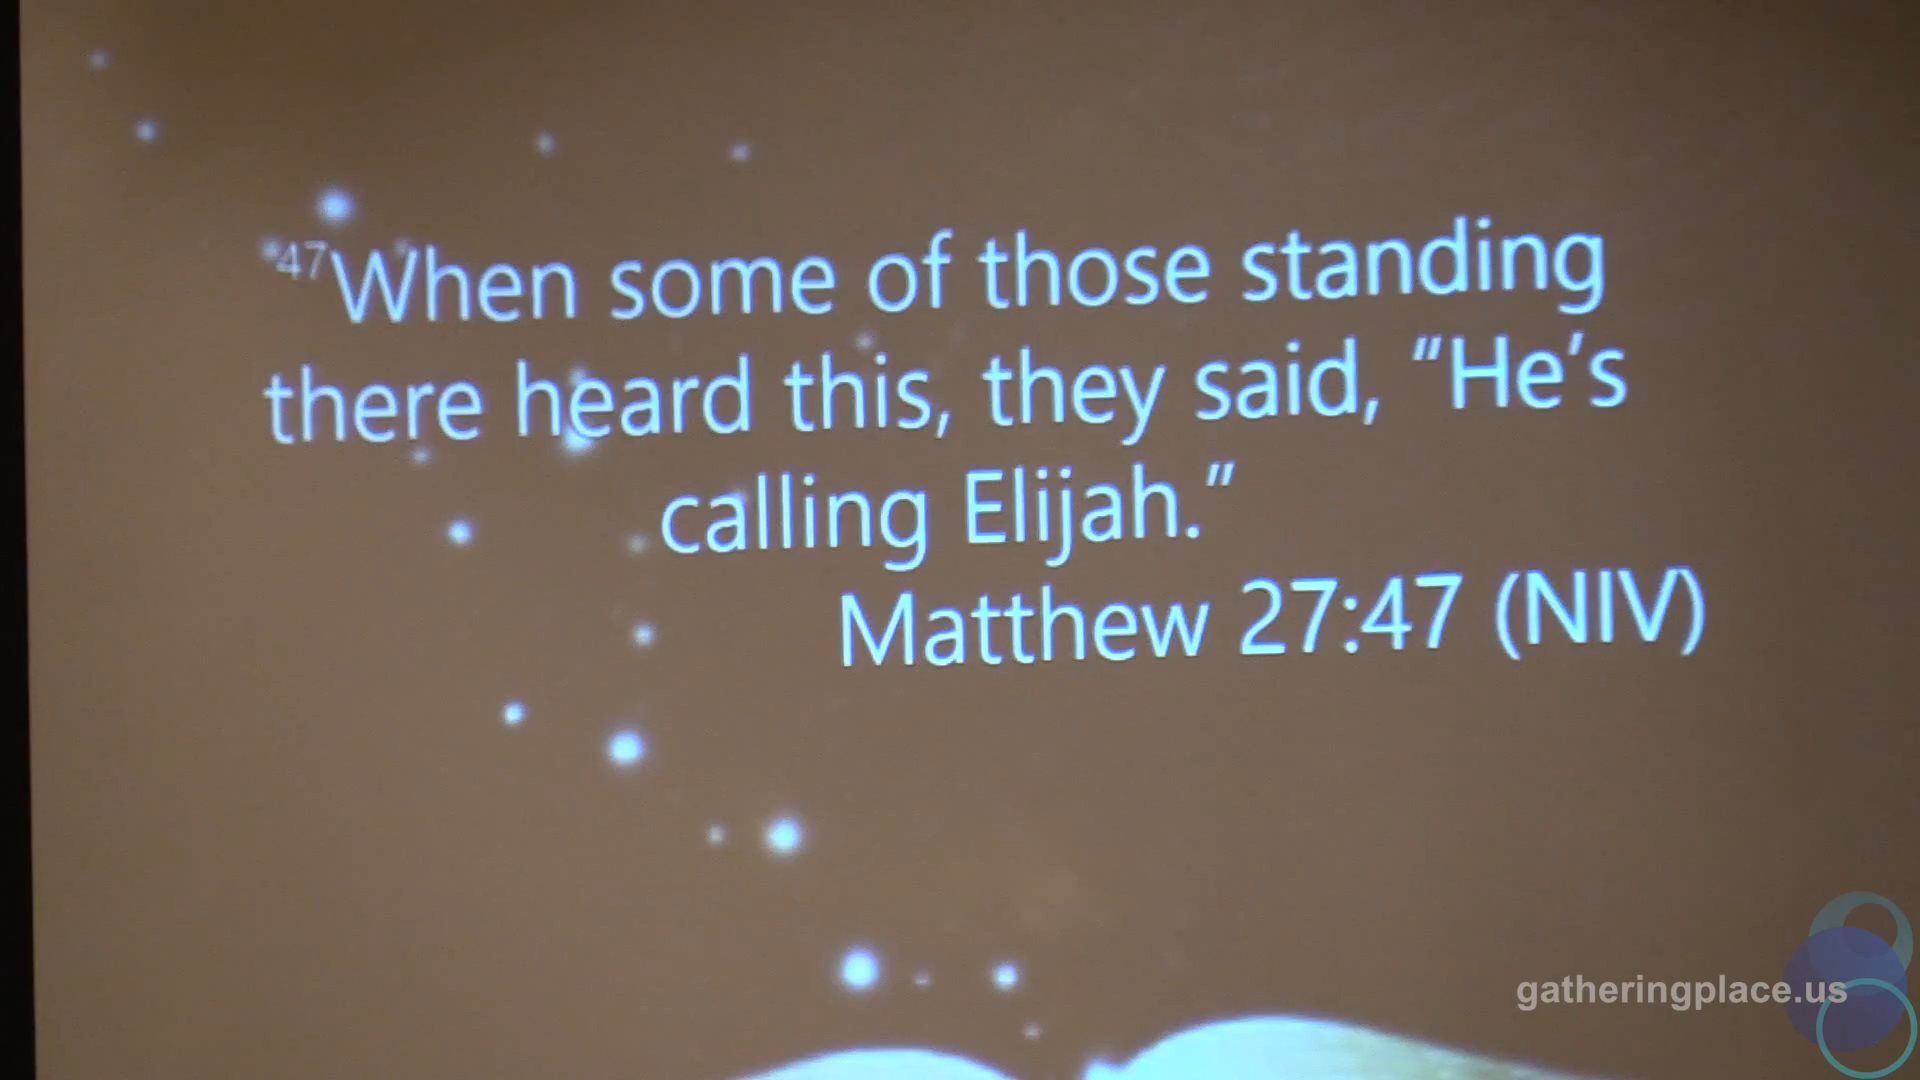 47When some of those standing
there heard this, they said, “He’s
calling Elijah.”
Matthew 27:47 (NIV)
gatheringplace.us